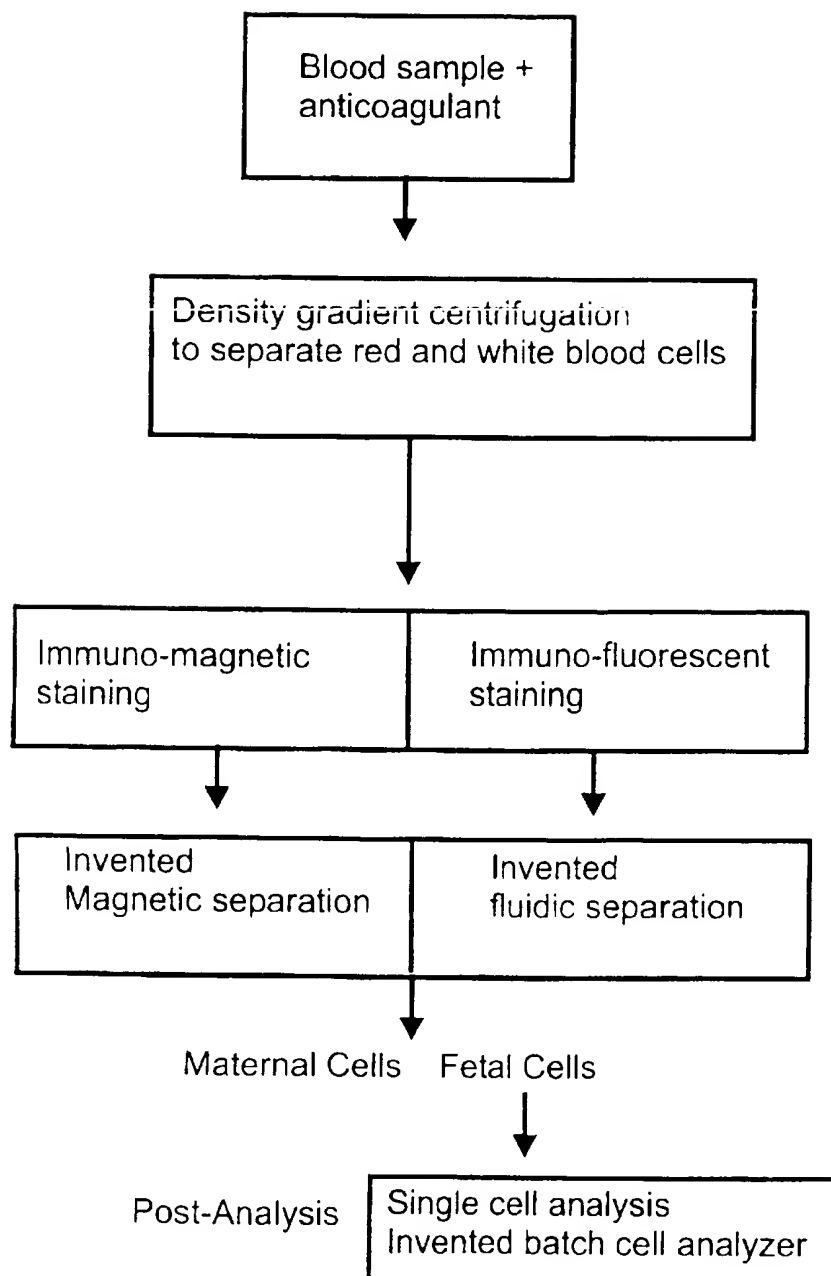 Blood sample +
anticoagulant
Density gradient centrifugation
to separate red and white blood cells
Immuno-magnetic
staining
Immuno-fluorescent
staining
Invented
Magnetic separation
Invented
fluidic separation
Maternal Cells Fetal Cells
Post-Analysis
Single cell analysis
Invented batch cell analyzer